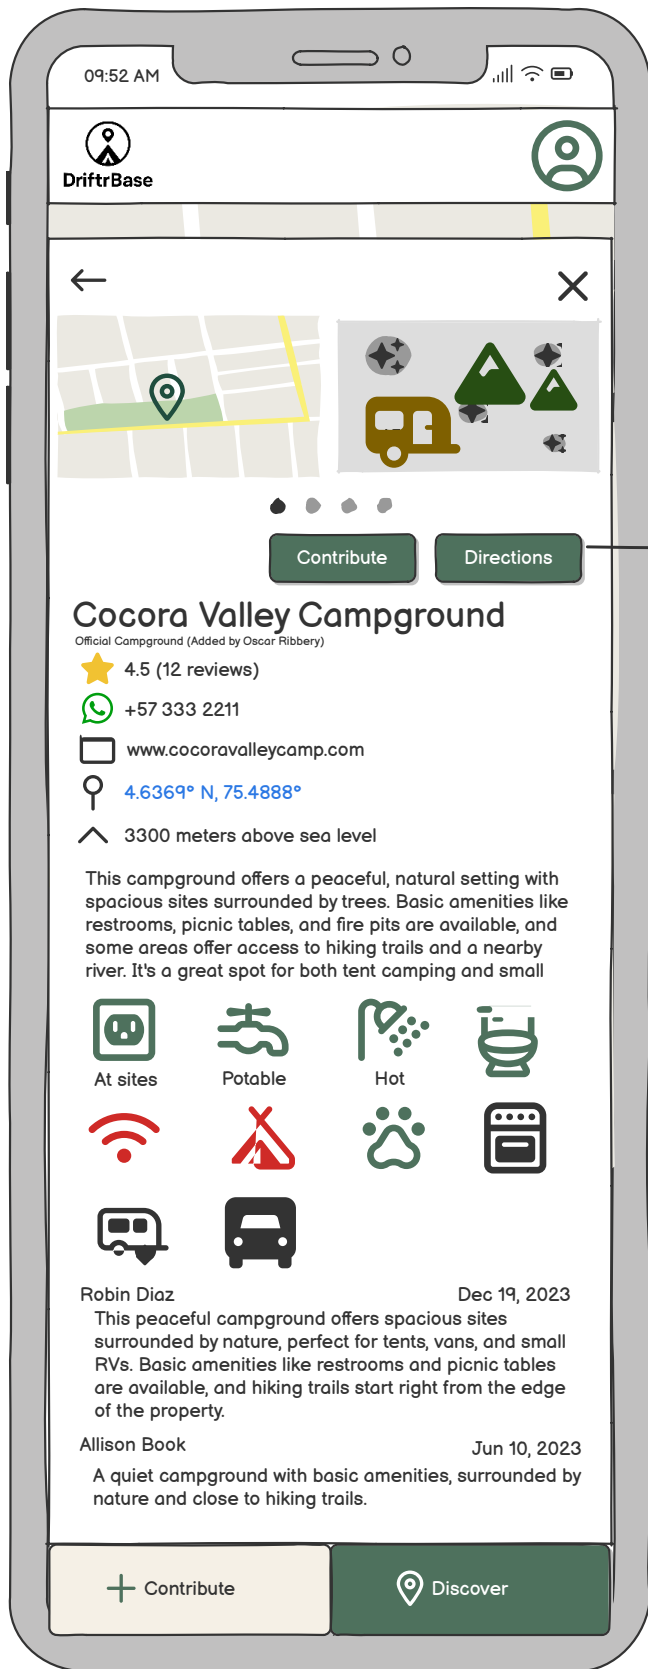 09:52 AM
DriftrBase
Contribute
Directions
Cocora Valley Campground
Official Campground (Added by Oscar Ribbery)
4.5 (12 reviews)
+57 333 2211
www.cocoravalleycamp.com
4.6369° N, 75.4888°
3300 meters above sea level
This campground offers a peaceful, natural setting with
spacious sites surrounded by trees. Basic amenities like
restrooms, picnic tables, and fire pits are available, and
some areas offer access to hiking trails and a nearby
river. It's a great spot for both tent camping and small
At sites
Potable
Hot
Robin Diaz
Dec 19, 2023
This peaceful campground offers spacious sites
surrounded by nature, perfect for tents, vans, and small
RVs. Basic amenities like restrooms and picnic tables
are available, and hiking trails start right from the edge
of the property.
Allison Book
Jun 10, 2023
A quiet campground with basic amenities, surrounded by
nature and close to hiking trails.
Contribute
Discover